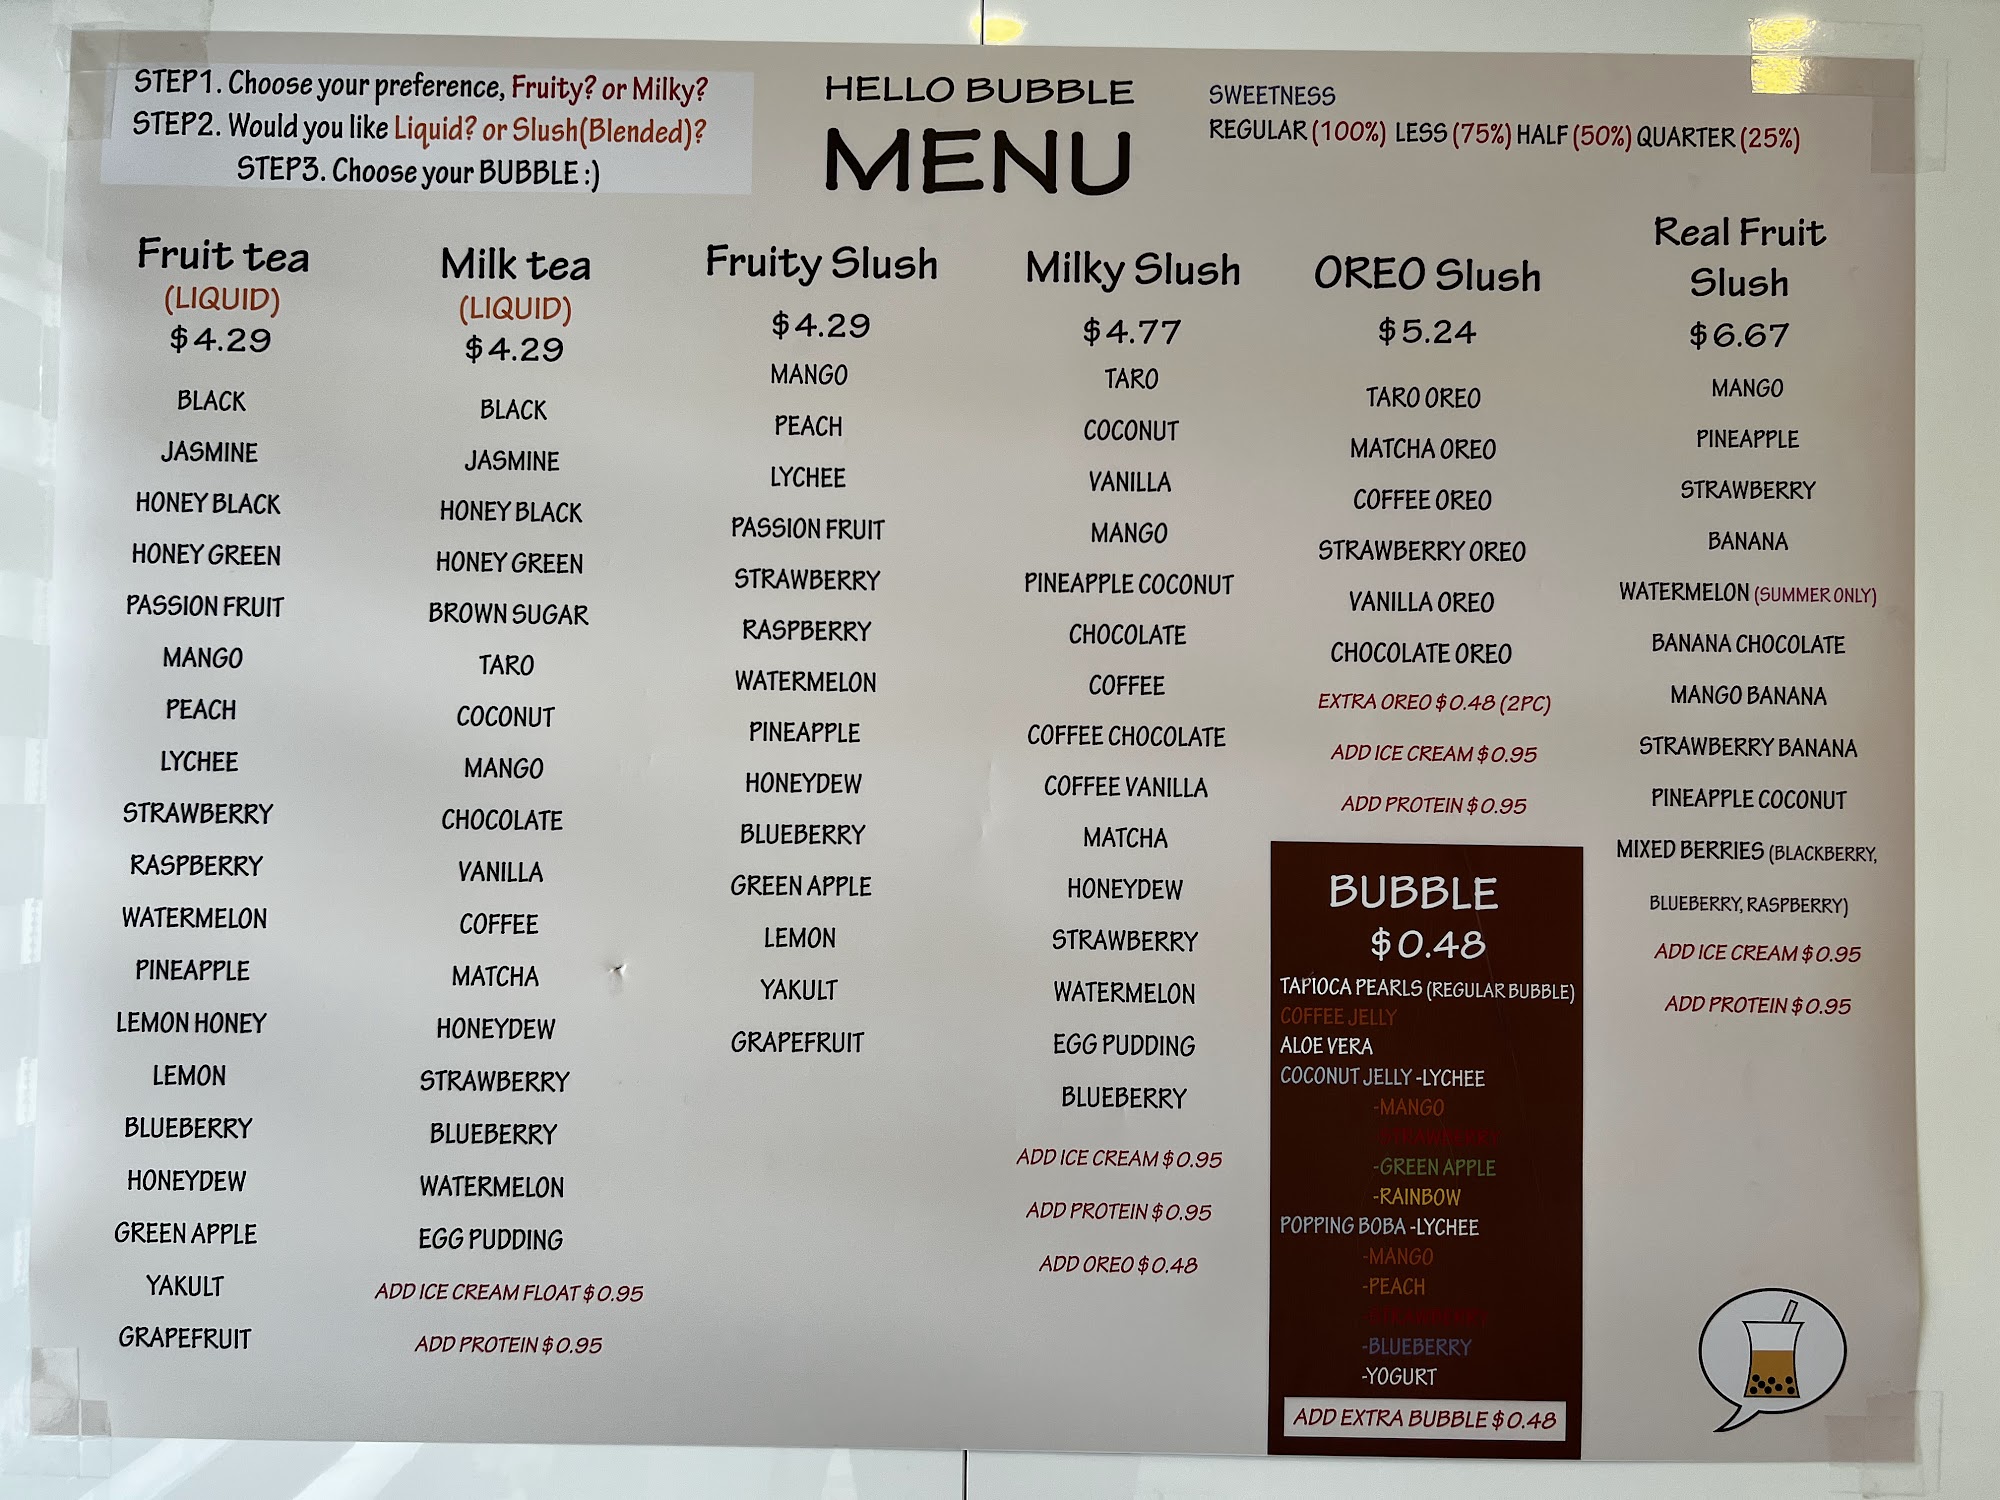 STEP1. Choose your preference, Fruity? or Milky?
STEP2. Would you like Liquid? or Slush(Blended)?
STEP3. Choose your BUBBLE :)
HELLO BUBBLE
MENU
SWEETNESS
REGULAR (100%) LESS (75%) HALF (50%) QUARTER (25%)
Fruit tea
(LIQUID)
$4.29
BLACK
JASMINE
HONEY BLACK
HONEY GREEN
PASSION FRUIT
MANGO
PEACH
LYCHEE
STRAWBERRY
RASPBERRY
WATERMELON
PINEAPPLE
LEMON HONEY
LEMON
BLUEBERRY
HONEYDEW
GREEN APPLE
YAKULT
GRAPEFRUIT
Milk tea
(LIQUID)
$4.29
BLACK
JASMINE
HONEY BLACK
HONEY GREEN
BROWN SUGAR
TARO
COCONUT
MANGO
CHOCOLATE
VANILLA
COFFEE
MATCHA
HONEYDEW
STRAWBERRY
BLUEBERRY
WATERMELON
EGG PUDDING
ADD ICE CREAM FLOAT $0.95
ADD PROTEIN $0.95
Fruity Slush
$4.29
MANGO
PEACH
LYCHEE
PASSION FRUIT
STRAWBERRY
RASPBERRY
WATERMELON
PINEAPPLE
HONEYDEW
BLUEBERRY
GREEN APPLE
LEMON
YAKULT
GRAPEFRUIT
Milky Slush
$4.77
TARO
COCONUT
VANILLA
MANGO
PINEAPPLE COCONUT
CHOCOLATE
COFFEE
COFFEE CHOCOLATE
COFFEE VANILLA
MATCHA
HONEYDEW
STRAWBERRY
WATERMELON
EGG PUDDING
BLUEBERRY
ADD ICE CREAM $0.95
ADD PROTEIN $0.95
ADD OREO $0.48
OREO Slush
$5.24
TARO OREO
MATCHA OREO
COFFEE OREO
STRAWBERRY OREO
VANILLA OREO
CHOCOLATE OREO
EXTRA OREO $0.48 (2PC)
ADD ICE CREAM $0.95
ADD PROTEIN $0.95
BUBBLE
$0.48
TAPIOCA PEARLS (REGULAR BUBBLE)
COFFEE JELLY
ALOE VERA
COCONUT JELLY -LYCHEE
-MANGO
-STRAWBERRY
-GREEN APPLE
-RAINBOW
POPPING BOBA -LYCHEE
-MANGO
-PEACH
-STRAWBERRY
-BLUEBERRY
-YOGURT
ADD EXTRA BUBBLE $0.48
Real Fruit
Slush
$6.67
MANGO
PINEAPPLE
STRAWBERRY
BANANA
WATERMELON (SUMMER ONLY)
BANANA CHOCOLATE
MANGO BANANA
STRAWBERRY BANANA
PINEAPPLE COCONUT
MIXED BERRIES (BLACKBERRY,
BLUEBERRY, RASPBERRY)
ADD ICE CREAM $0.95
ADD PROTEIN $0.95